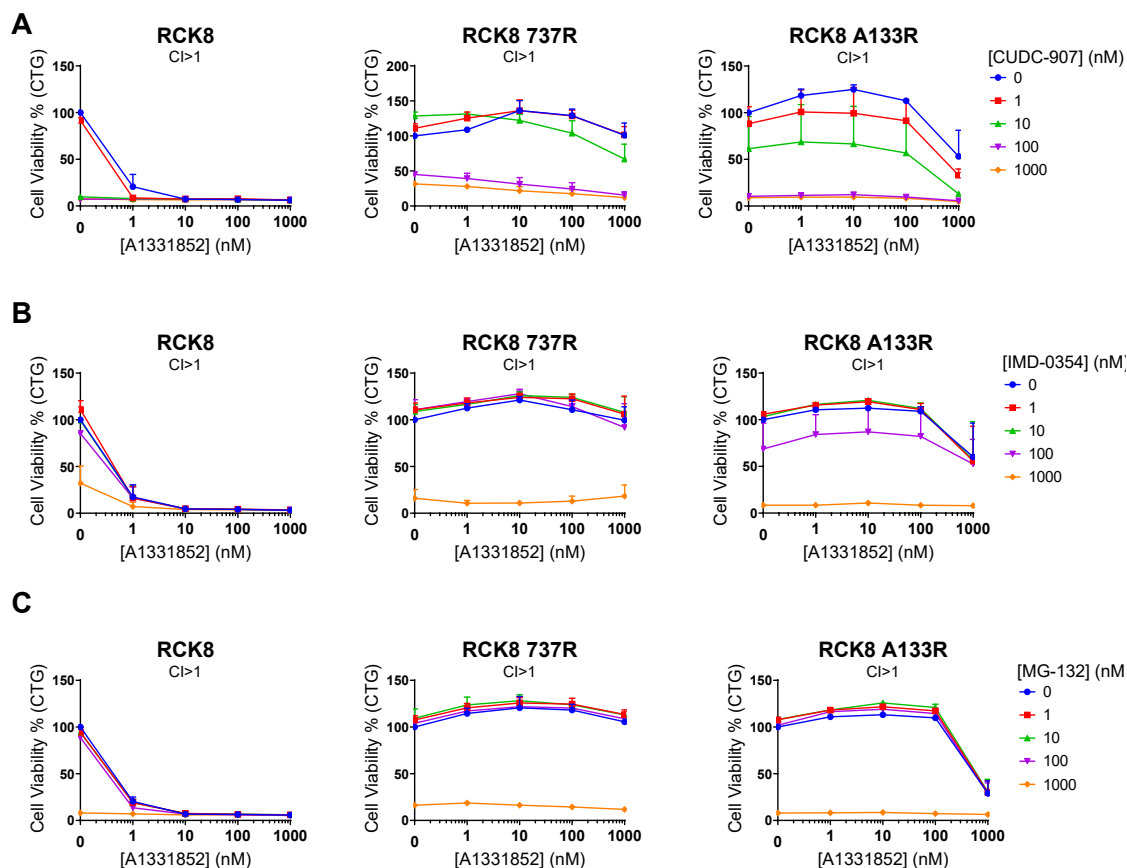 A
RCK8
CI>1
Cell Viability % (CTG)
150
100
50
0
0 1 10 100 1000
[A1331852] (nM)
RCK8 737R
CI>1
Cell Viability % (CTG)
200
150
100
50
0
0 1 10 100 1000
[A1331852] (nM)
RCK8 A133R
CI>1
Cell Viability % (CTG)
150
100
50
0
0 1 10 100 1000
[A1331852] (nM)
[CUDC-907] (nM)
0
1
10
100
1000
B
RCK8
CI>1
Cell Viability % (CTG)
150
100
50
0
0 1 10 100 1000
[A1331852] (nM)
RCK8 737R
CI>1
Cell Viability % (CTG)
150
100
50
0
0 1 10 100 1000
[A1331852] (nM)
RCK8 A133R
CI>1
Cell Viability % (CTG)
150
100
50
0
0 1 10 100 1000
[A1331852] (nM)
[IMD-0354] (nM)
0
1
10
100
1000
C
RCK8
CI>1
Cell Viability % (CTG)
150
100
50
0
0 1 10 100 1000
[A1331852] (nM)
RCK8 737R
CI>1
Cell Viability % (CTG)
150
100
50
0
0 1 10 100 1000
[A1331852] (nM)
RCK8 A133R
CI>1
Cell Viability % (CTG)
150
100
50
0
0 1 10 100 1000
[A1331852] (nM)
[MG-132] (nM)
0
1
10
100
1000